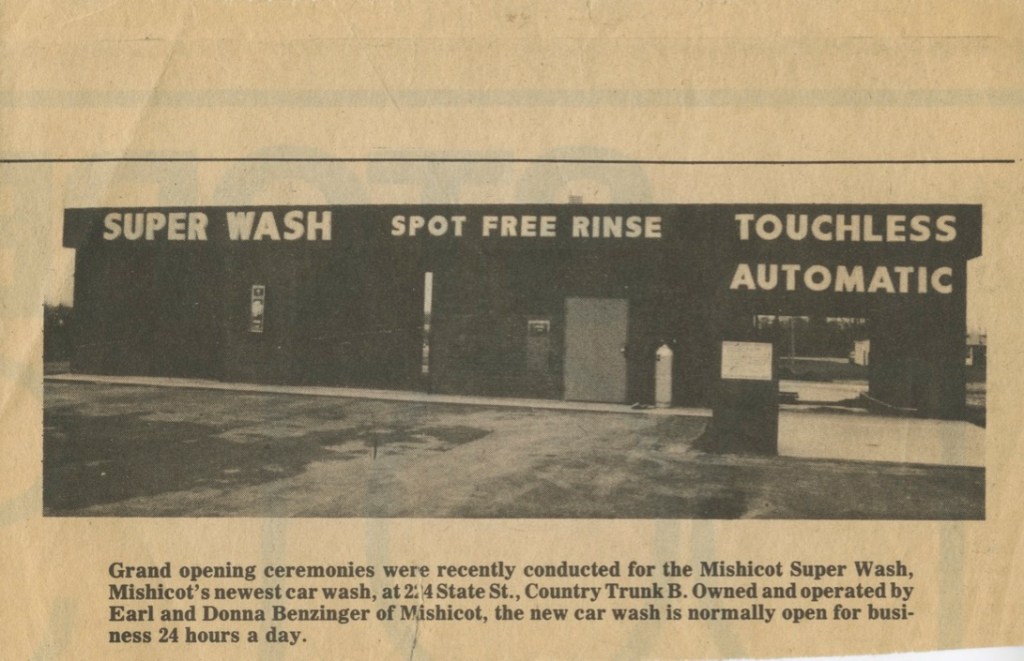 SUPER WASH SPOT FREE RINSE TOUCHLESS
AUTOMATIC
Grand opening ceremonies were recently conducted for the Mishicot Super Wash,
Mishicot's newest car wash, at State St., Country Trunk B. Owned and operated by
Earl and Donna Benzinger of Mishicot, the new car wash is normally open for busi-
ness 24 hours a day.